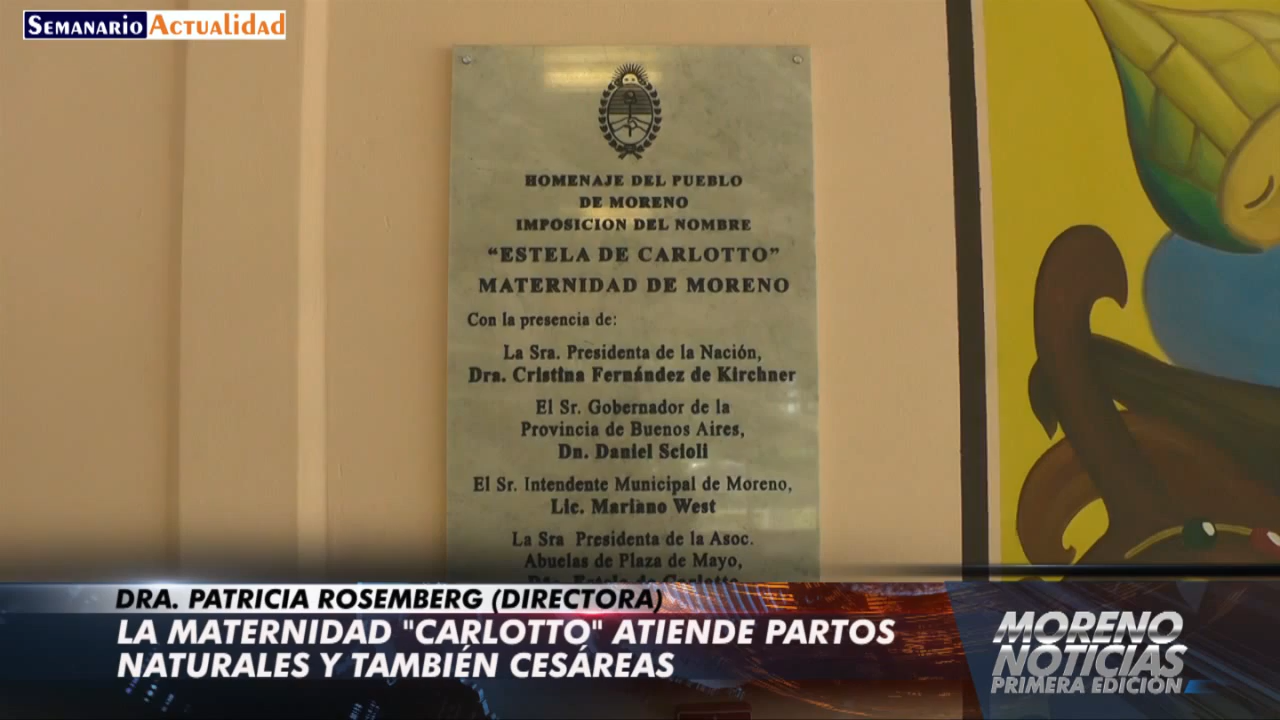 SEMANARIO ACTUALIDAD
HOMENAJE DEL PUEBLO
DE MORENO
IMPOSICION DEL NOMBRE
“ESTELA DE CARLOTTO”
MATERNIDAD DE MORENO
Con la presencia de:
La Sra. Presidenta de la Nación,
Dra. Cristina Fernández de Kirchner
El Sr. Gobernador de la
Provincia de Buenos Aires,
Dn. Daniel Scioli
El Sr. Intendente Municipal de Moreno,
Lic. Mariano West
La Sra Presidenta de la Asoc.
Abuelas de Plaza de Mayo,
Estela de Carlotto
DRA. PATRICIA ROSEMBERG (DIRECTORA)
LA MATERNIDAD "CARLOTTO" ATIENDE PARTOS
NATURALES Y TAMBIÉN CESÁREAS
MORENO
NOTICIAS
PRIMERA EDICIÓN